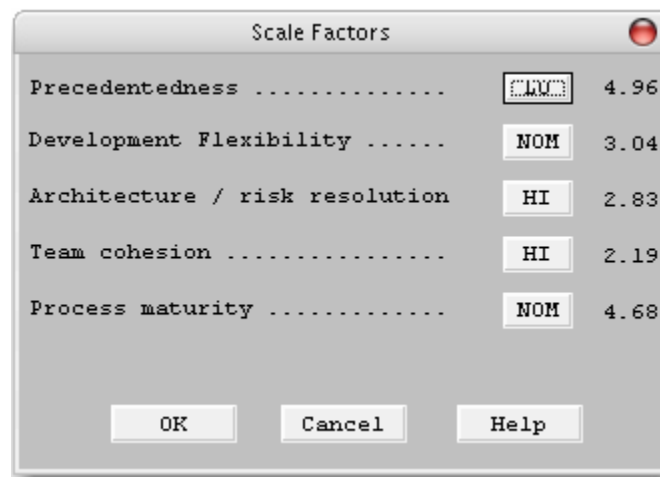 Scale Factors
Precedentedness .............. LO 4.96
Development Flexibility ...... NOM 3.04
Architecture / risk resolution HI 2.83
Team cohesion ................ HI 2.19
Process maturity ............. NOM 4.68
OK Cancel Help